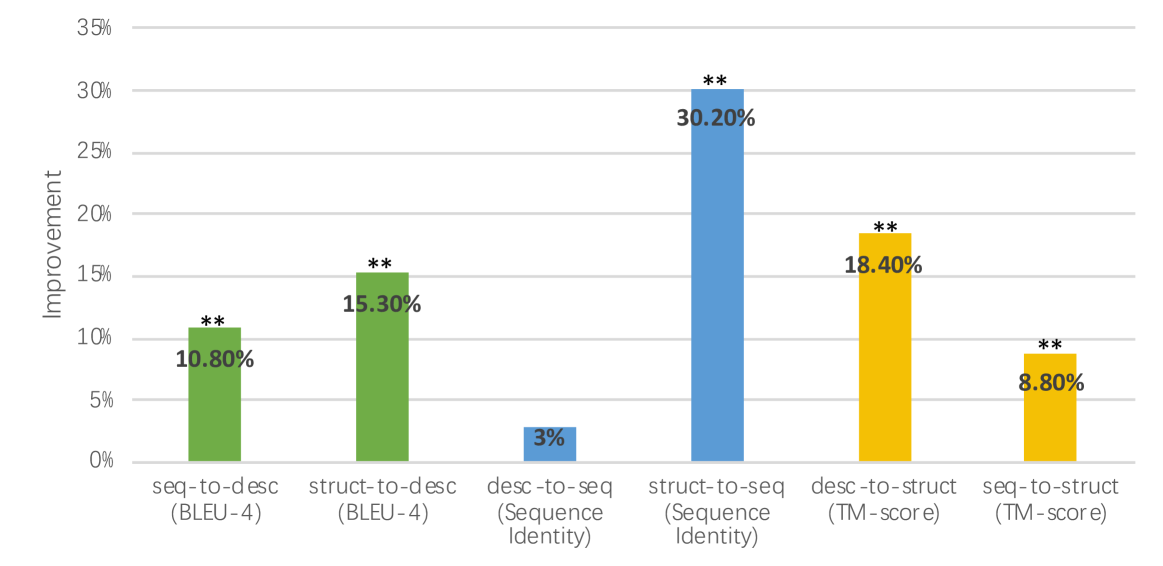 35%
30%
25%
20%
15%
10%
5%
0%
Improvement
**
10.80%
**
15.30%
3%
**
30.20%
**
18.40%
**
8.80%
seq-to-desc
(BLEU-4)
struct-to-desc
(BLEU-4)
desc-to-seq
(Sequence
Identity)
struct-to-seq
(Sequence
Identity)
desc-to-struct
(TM-score)
seq-to-struct
(TM-score)